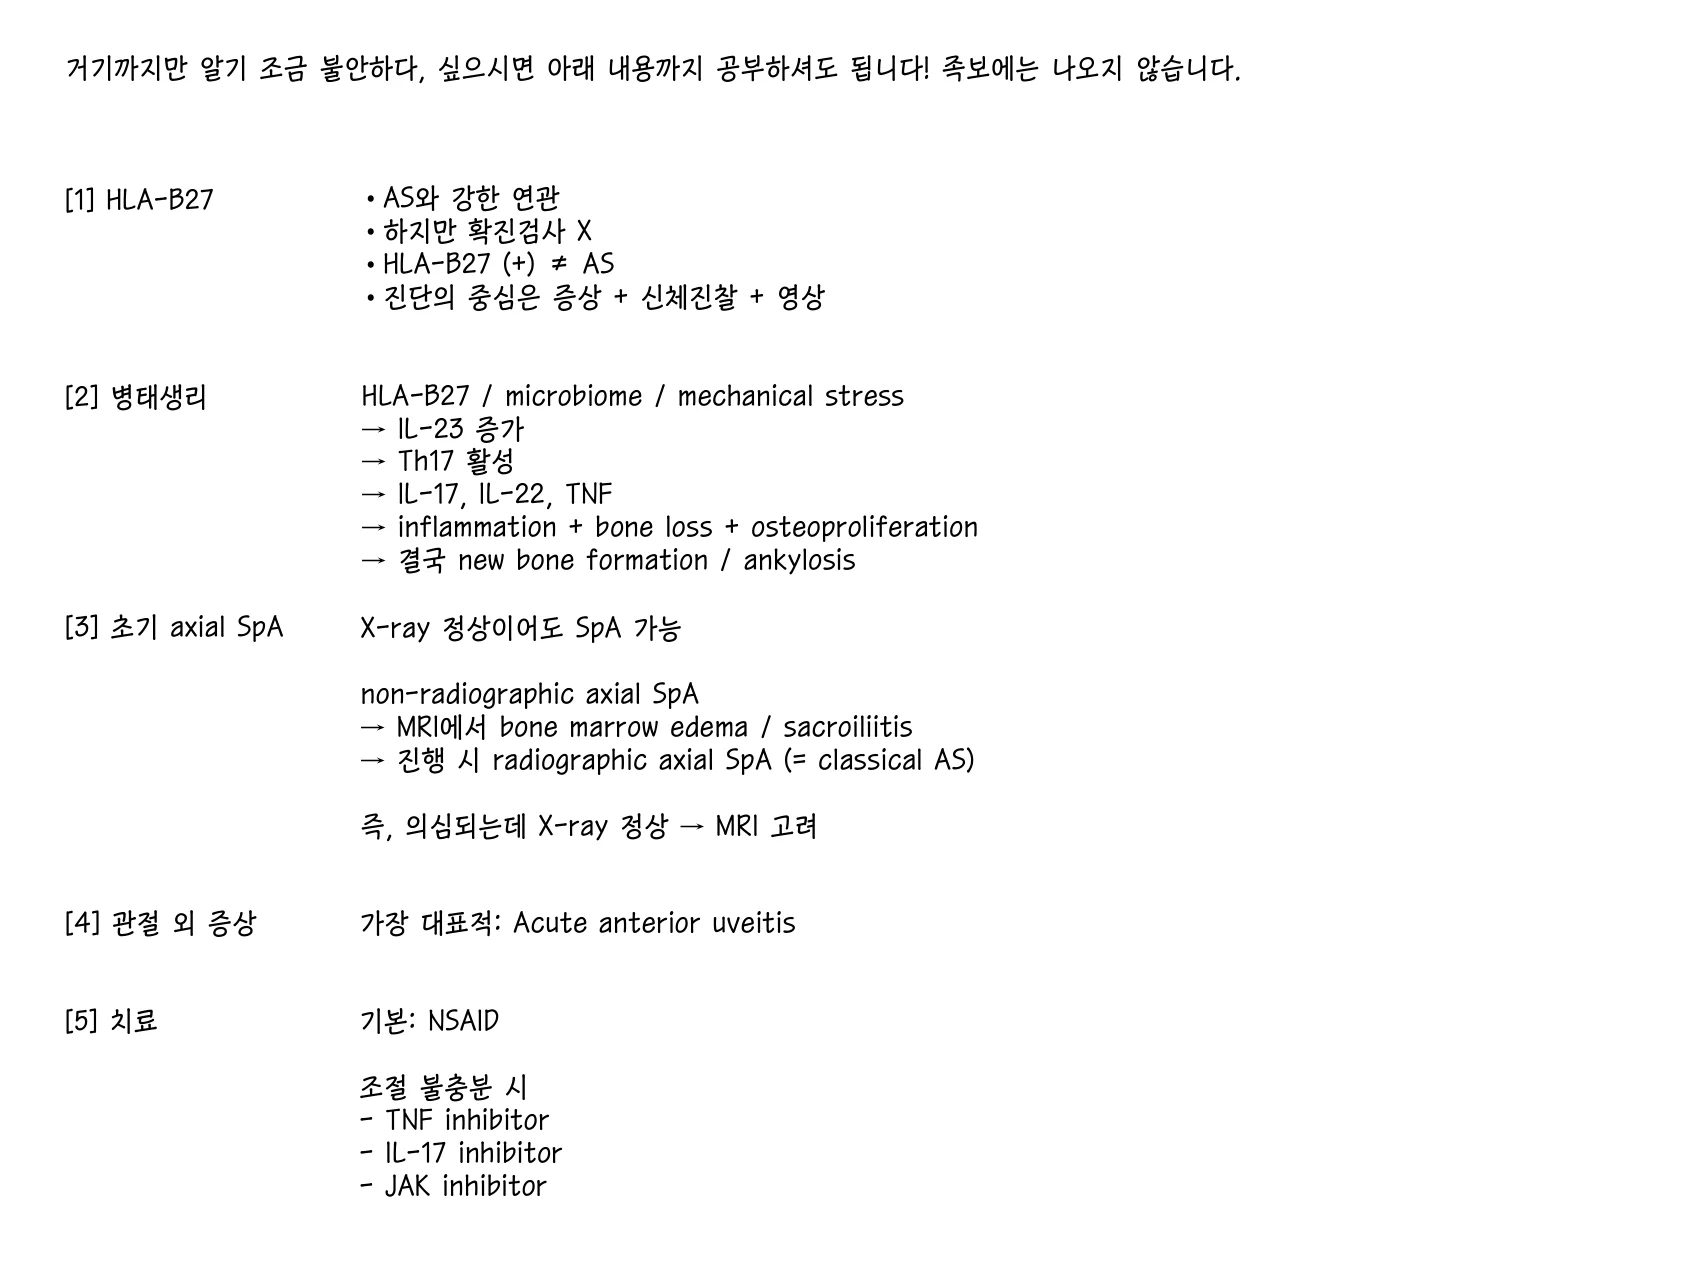 거기까지만 알기 조금 불안하다, 싶으시면 아래 내용까지 공부하셔도 됩니다! 족보에는 나오지 않습니다.
[1] HLA-B27
• AS와 강한 연관
• 하지만 확진검사 X
• HLA-B27 (+) ≠ AS
• 진단의 중심은 증상 + 신체진찰 + 영상
[2] 병태생리
HLA-B27 / microbiome / mechanical stress
→ IL-23 증가
→ Th17 활성
→ IL-17, IL-22, TNF
→ inflammation + bone loss + osteoproliferation
→ 결국 new bone formation / ankylosis
[3] 초기 axial SpA
X-ray 정상이어도 SpA 가능
non-radiographic axial SpA
→ MRI에서 bone marrow edema / sacroiliitis
→ 진행 시 radiographic axial SpA (= classical AS)
즉, 의심되는데 X-ray 정상 → MRI 고려
[4] 관절 외 증상
가장 대표적: Acute anterior uveitis
[5] 치료
기본: NSAID
조절 불충분 시
- TNF inhibitor
- IL-17 inhibitor
- JAK inhibitor